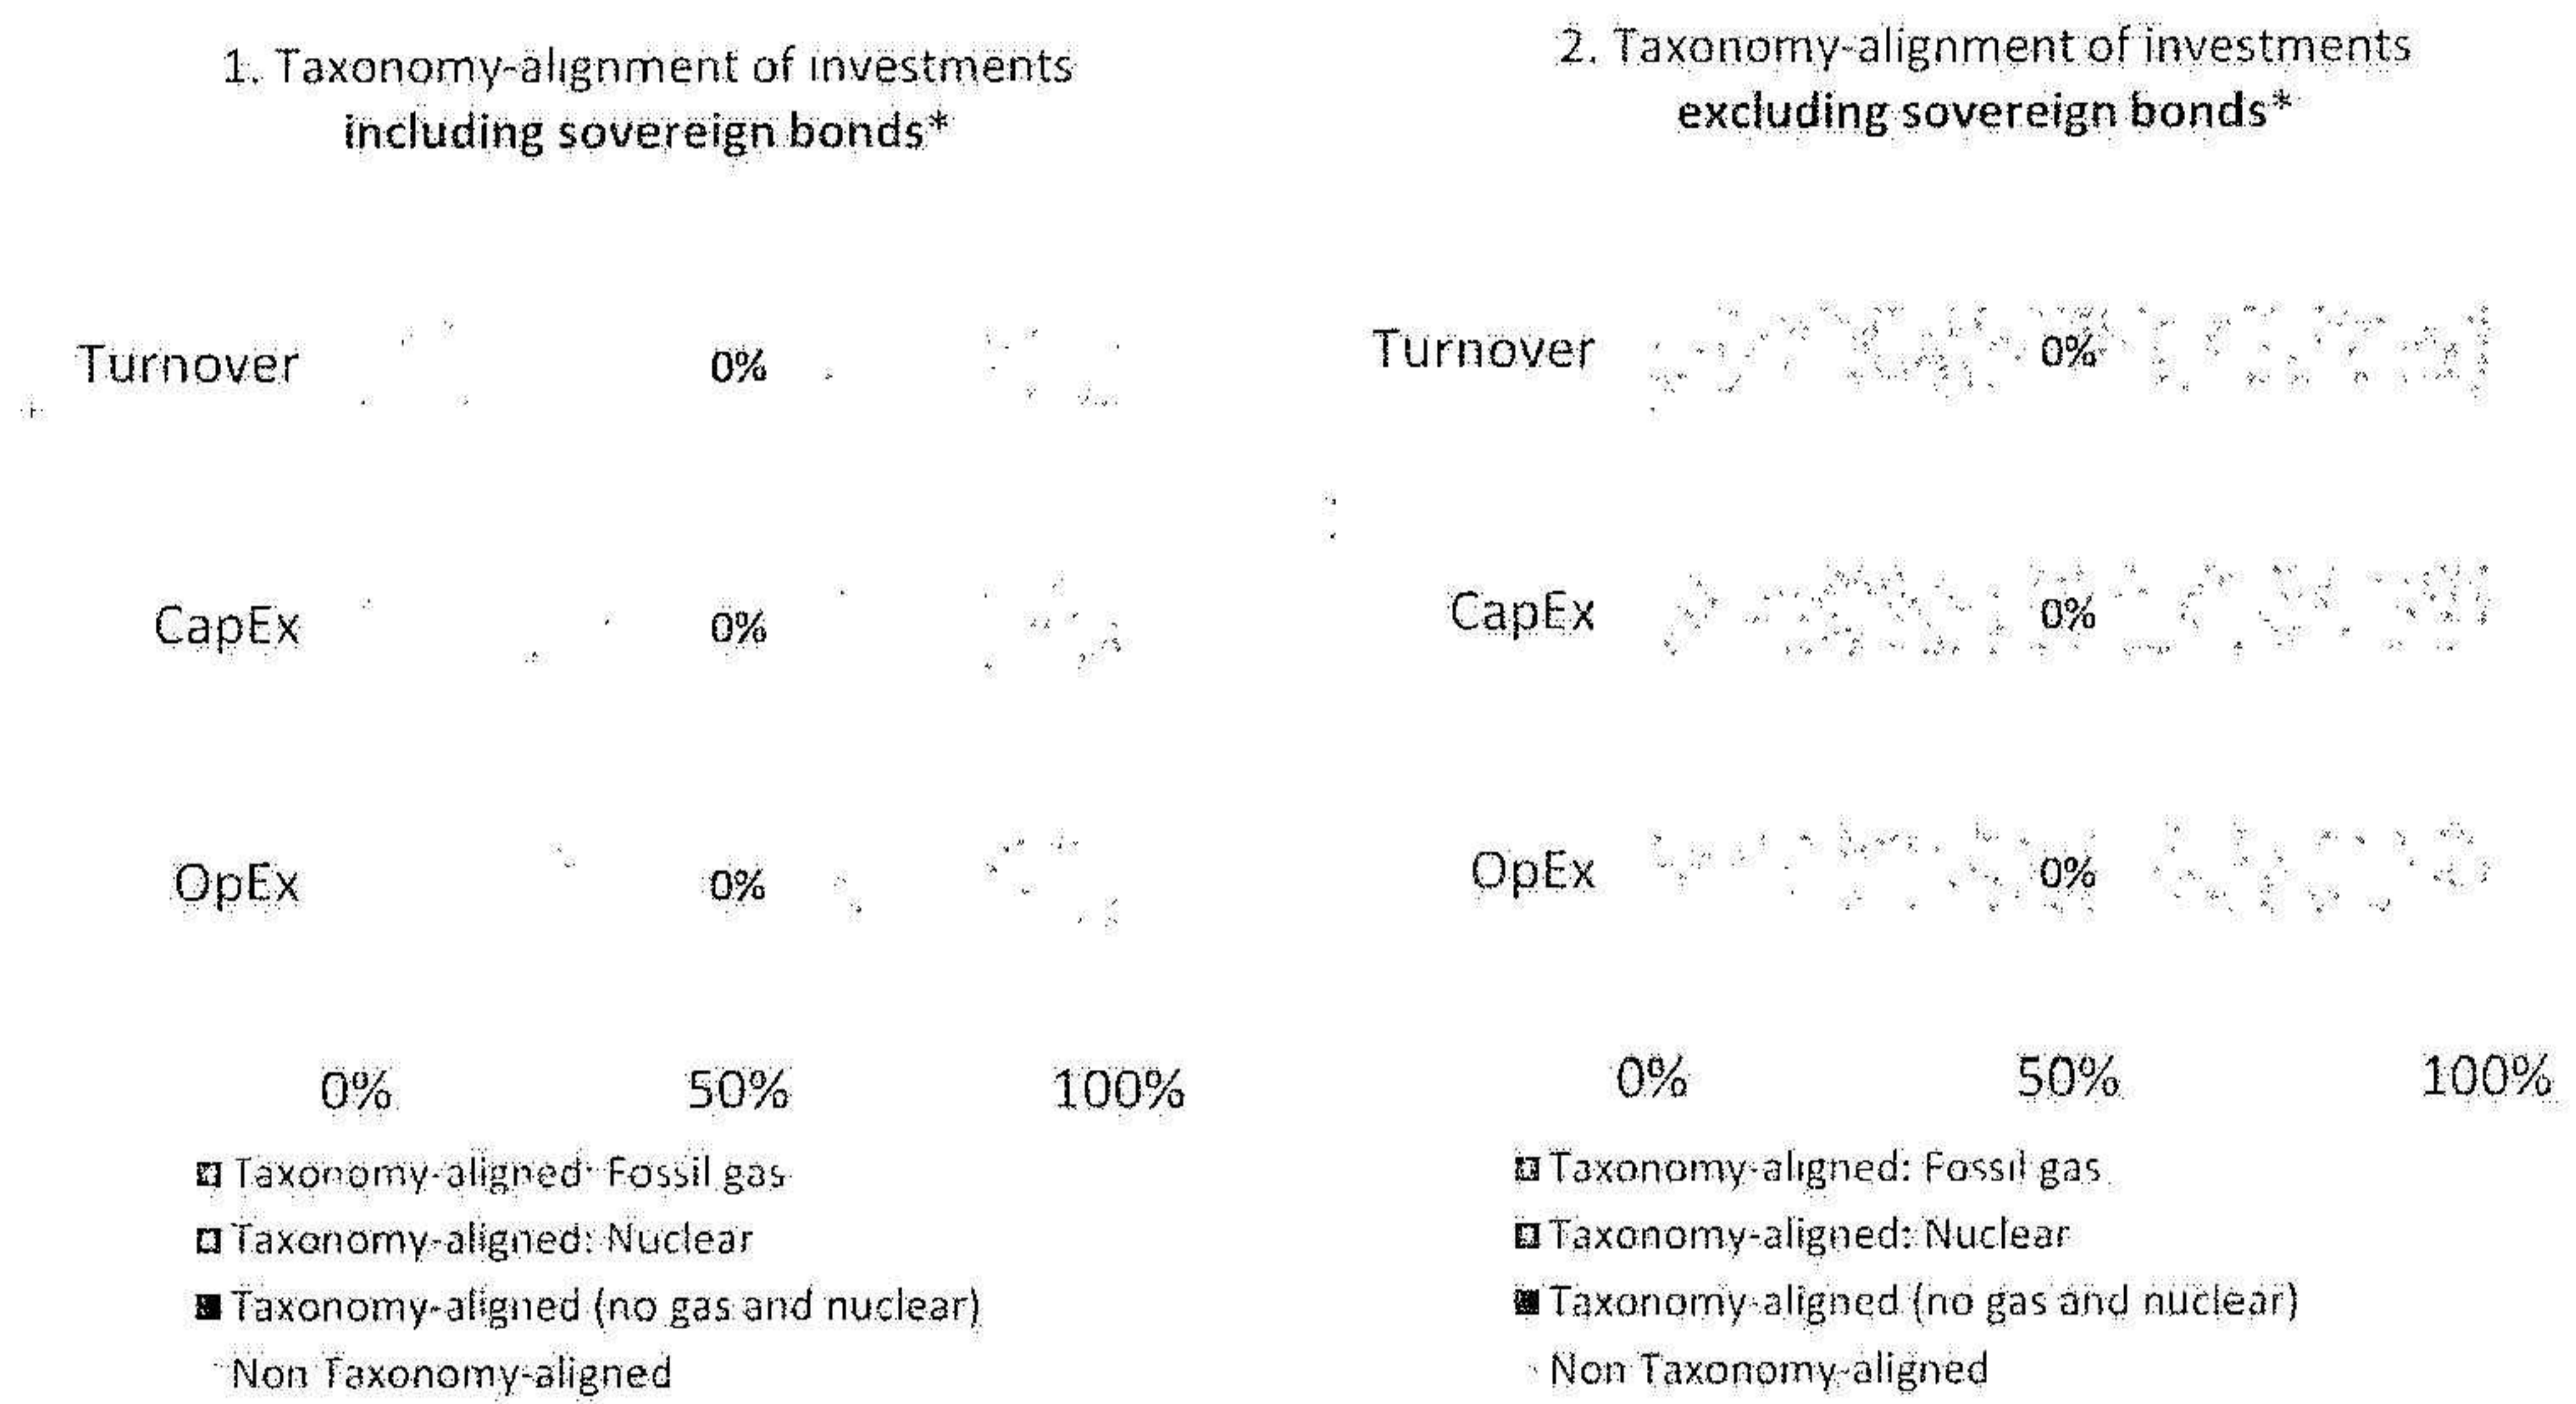 1. Taxonomy-alignment of investments
including sovereign bonds*
Turnover
0%
CapEx
0%
OpEx
0%
0% 50% 100%
Taxonomy-aligned: Fossil gas
Taxonomy-aligned: Nuclear
Taxonomy-aligned (no gas and nuclear)
Non Taxonomy-aligned
2. Taxonomy-alignment of investments
excluding sovereign bonds*
Turnover
0%
CapEx
0%
OpEx
0%
0% 50% 100%
Taxonomy-aligned: Fossil gas
Taxonomy-aligned: Nuclear
Taxonomy-aligned (no gas and nuclear)
Non Taxonomy-aligned